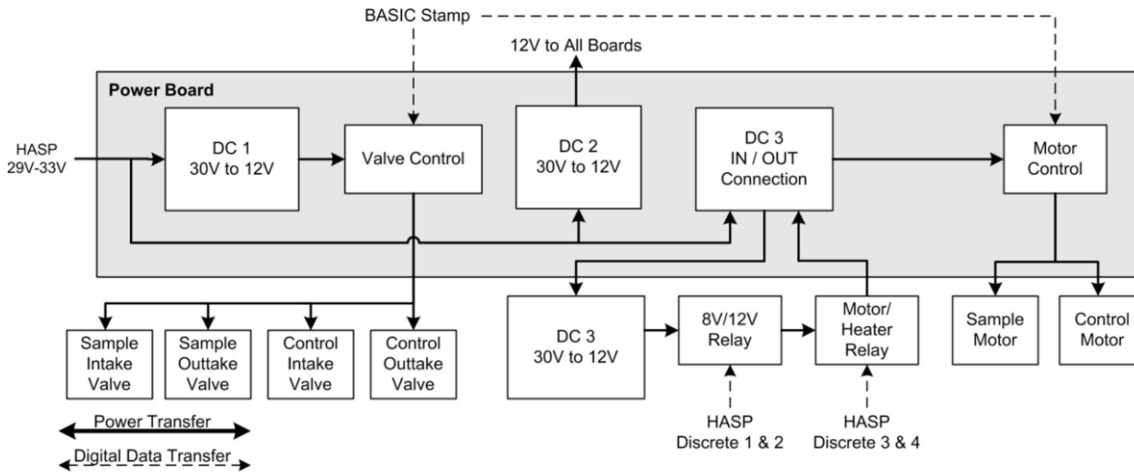 BASIC Stamp
12V to All Boards
Power Board
HASP
29V-33V
DC 1
30V to 12V
Valve Control
DC 2
30V to 12V
DC 3
IN / OUT
Connection
Motor
Control
Sample
Intake
Valve
Sample
Outtake
Valve
Control
Intake
Valve
Control
Outtake
Valve
DC 3
30V to 12V
8V/12V
Relay
Motor/
Heater
Relay
Sample
Motor
Control
Motor
HASP
Discrete 1 & 2
HASP
Discrete 3 & 4
Power Transfer
Digital Data Transfer